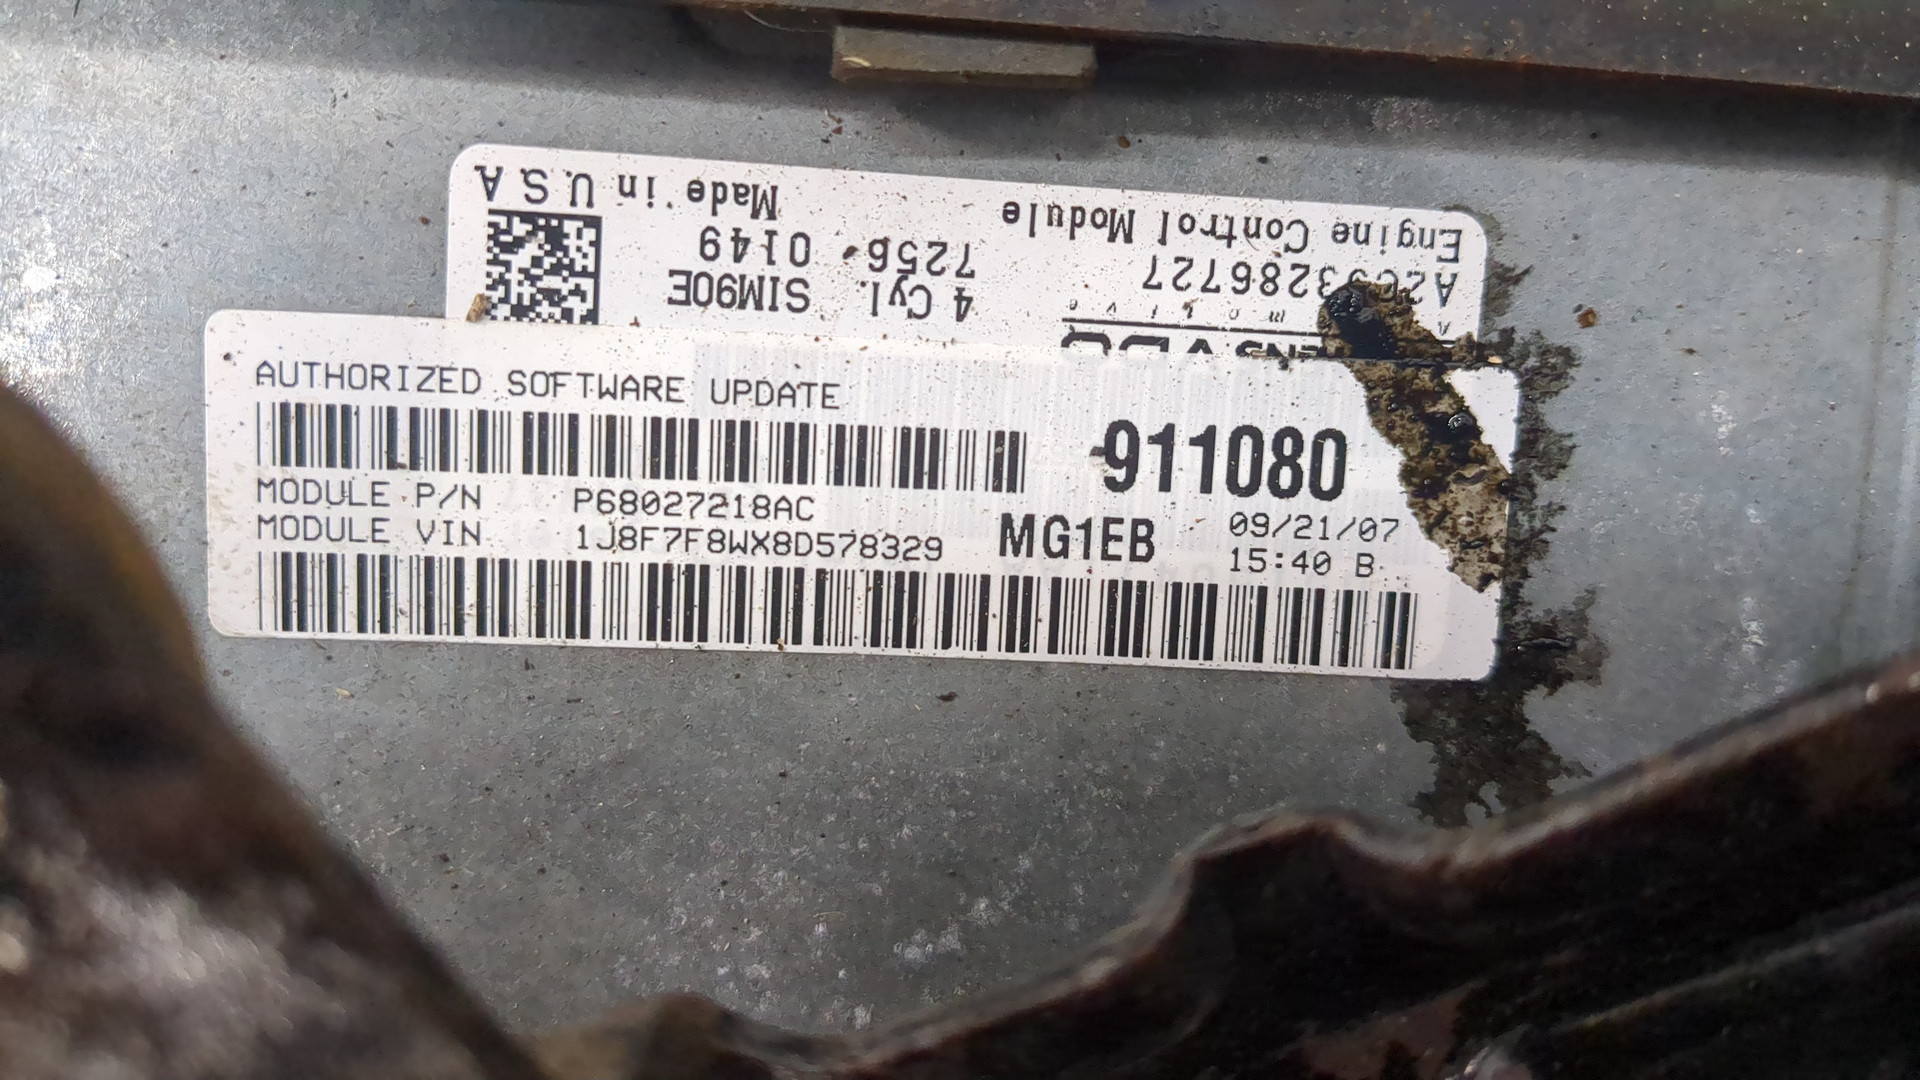 AUTHORIZED SOFTWARE UPDATE
911080
MODULE P/N P68027218AC
MODULE VIN 1J8F7F8WX8D578329
MG1EB
09/21/07
15:40 B
4 Cyl. SIM90E
7256 0149
Engine Control Module
Made in U.S.A